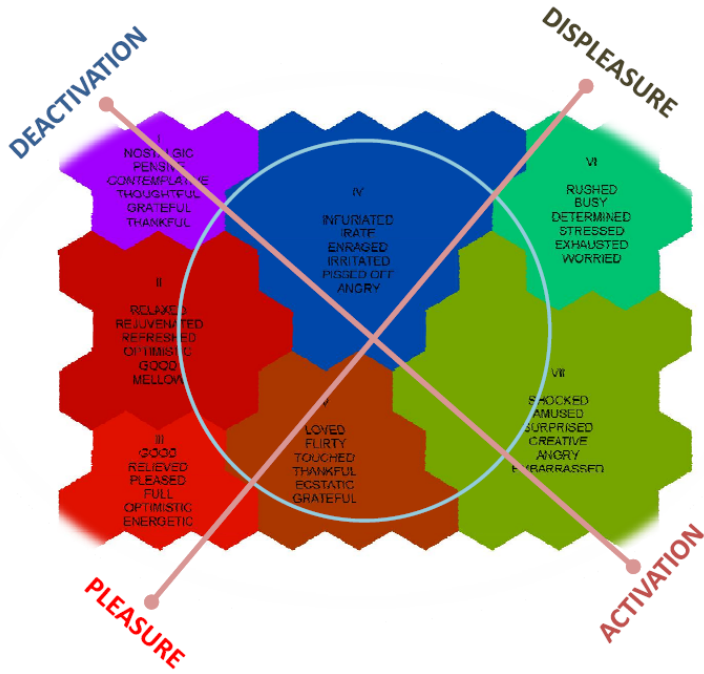 DEACTIVATION
DISPLEASURE
I
NOSTALGIC
PENSIVE
CONTEMPLATIVE
THOUGHTFUL
GRATEFUL
THANKFUL
IV
INFURIATED
IRATE
ENRAGED
IRRITATED
PISSED OFF
ANGRY
VI
RUSHED
BUSY
DETERMINED
STRESSED
EXHAUSTED
WORRIED
II
RELAXED
REJUVENATED
REFRESHED
OPTIMISTIC
GOOD
MELLOW
VII
SHOCKED
AMUSED
SURPRISED
CREATIVE
ANGRY
EMBARRASSED
V
LOVED
FLIRTY
TOUCHED
THANKFUL
ECSTATIC
GRATEFUL
III
GOOD
RELIEVED
PLEASED
FULL
OPTIMISTIC
ENERGETIC
PLEASURE
ACTIVATION